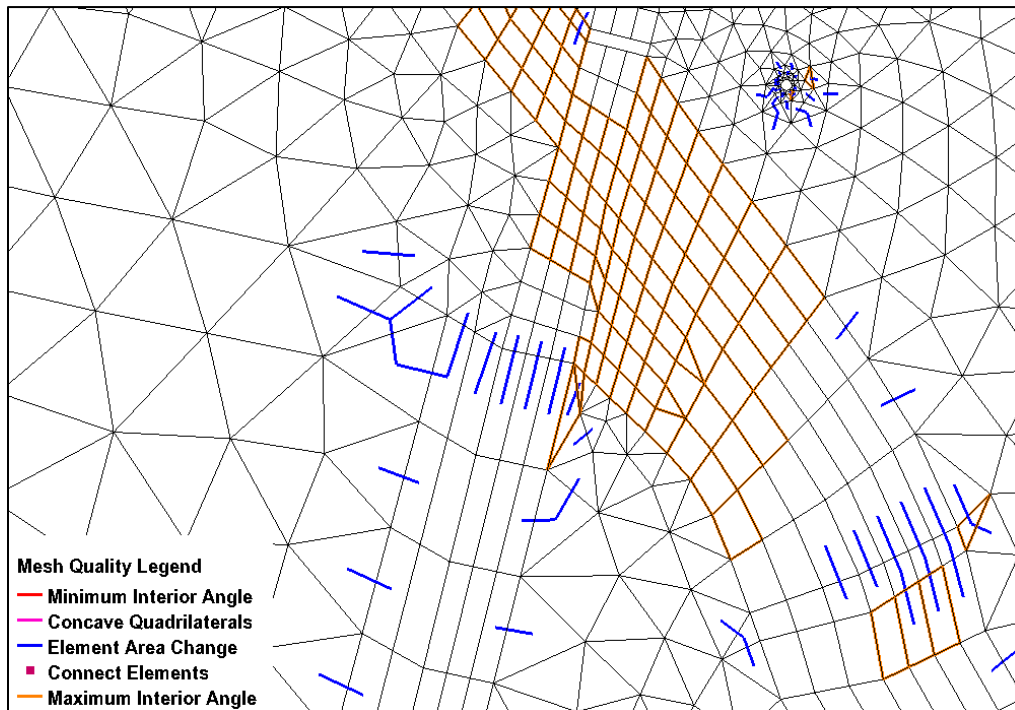 Mesh Quality Legend
Minimum Interior Angle
Concave Quadrilaterals
Element Area Change
Connect Elements
Maximum Interior Angle